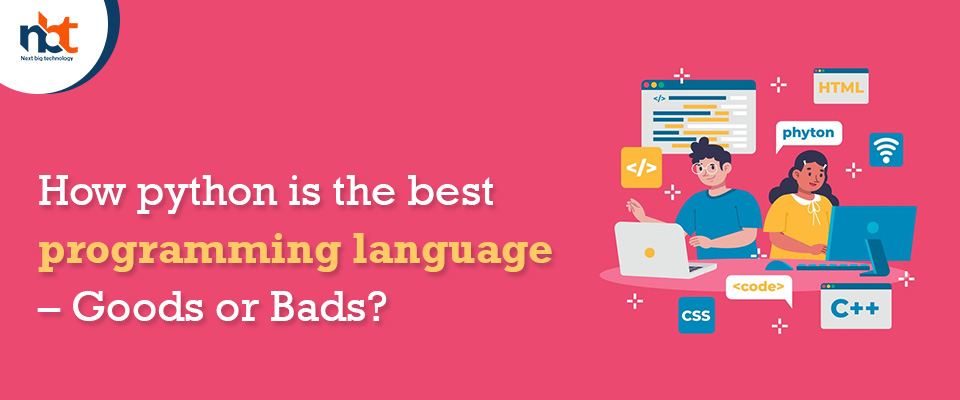 nbt
Next big technology
How python is the best
programming language
– Goods or Bads?
</>
HTML
phyton
</>
<code>
CSS
C++